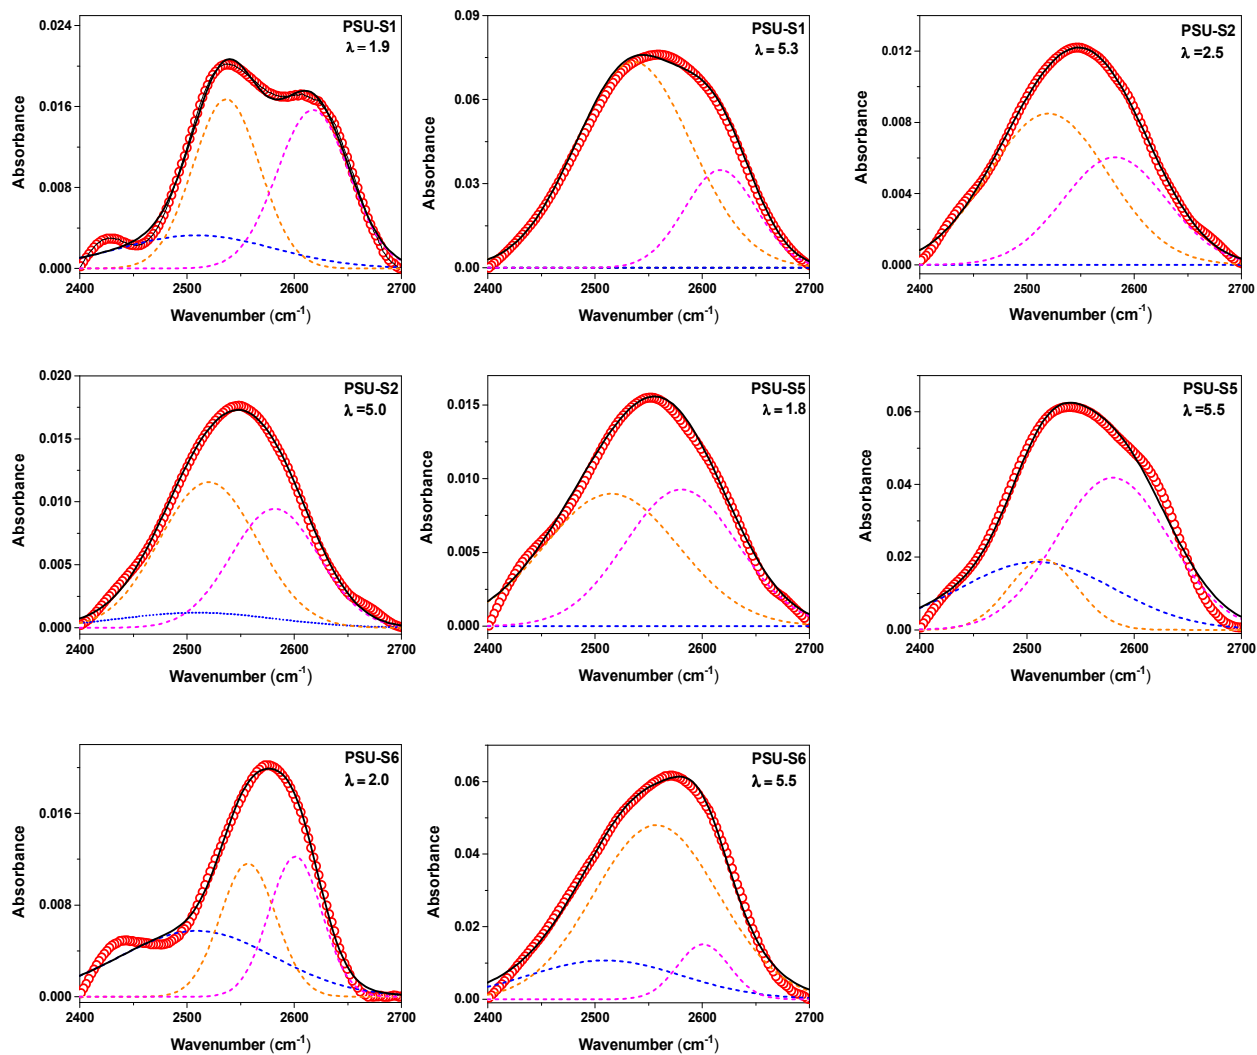 PSU-S1
λ = 1.9
0.024
0.016
0.008
0.000
Absorbance
2400 2500 2600 2700
Wavenumber (cm-1)
PSU-S1
λ = 5.3
0.09
0.06
0.03
0.00
Absorbance
2400 2500 2600 2700
Wavenumber (cm-1)
PSU-S2
λ =2.5
0.012
0.008
0.004
0.000
Absorbance
2400 2500 2600 2700
Wavenumber (cm-1)
PSU-S2
λ =5.0
0.020
0.015
0.010
0.005
0.000
Absorbance
2400 2500 2600 2700
Wavenumber (cm-1)
PSU-S5
λ = 1.8
0.015
0.010
0.005
0.000
Absorbance
2400 2500 2600 2700
Wavenumber (cm-1)
PSU-S5
λ =5.5
0.06
0.04
0.02
0.00
Absorbance
2400 2500 2600 2700
Wavenumber (cm-1)
PSU-S6
λ = 2.0
0.016
0.008
0.000
Absorbance
2400 2500 2600 2700
Wavenumber (cm-1)
PSU-S6
λ = 5.5
0.06
0.04
0.02
0.00
Absorbance
2400 2500 2600 2700
Wavenumber (cm-1)